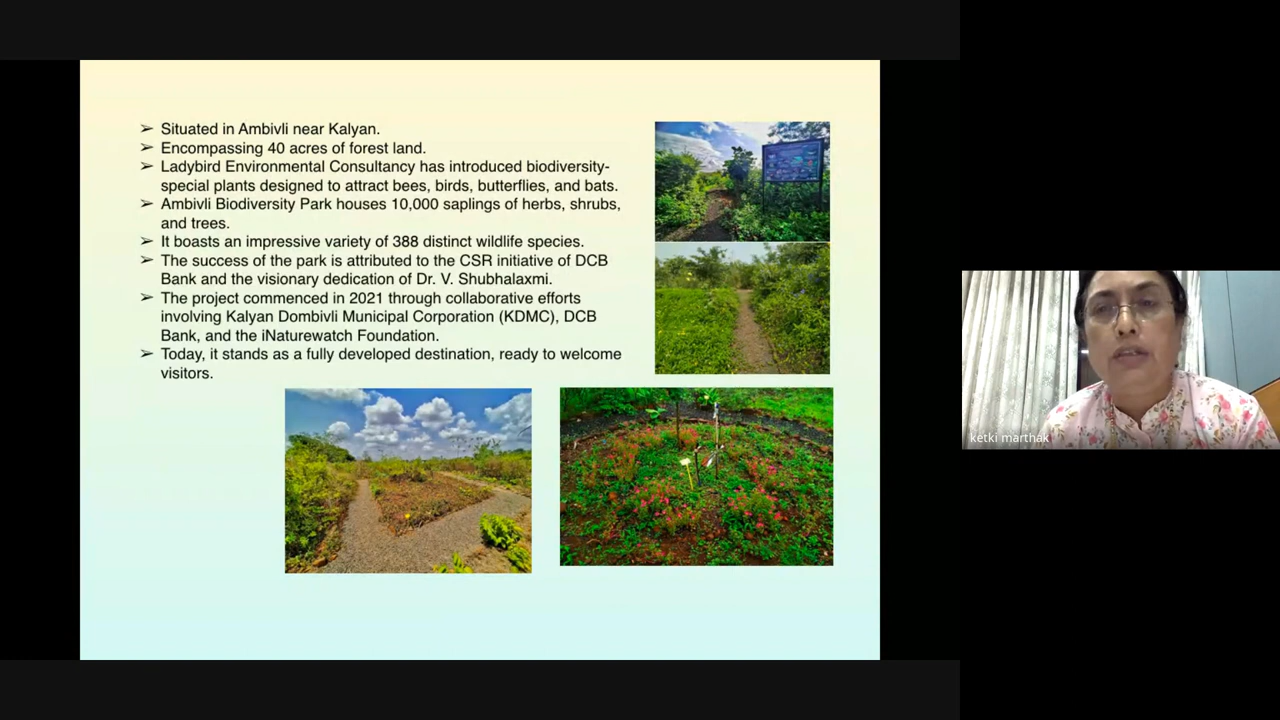 ➢ Situated in Ambivli near Kalyan.
➢ Encompassing 40 acres of forest land.
➢ Ladybird Environmental Consultancy has introduced biodiversity-
special plants designed to attract bees, birds, butterflies, and bats.
➢ Ambivli Biodiversity Park houses 10,000 saplings of herbs, shrubs,
and trees.
➢ It boasts an impressive variety of 388 distinct wildlife species.
➢ The success of the park is attributed to the CSR initiative of DCB
Bank and the visionary dedication of Dr. V. Shubhalaxmi.
➢ The project commenced in 2021 through collaborative efforts
involving Kalyan Dombivli Municipal Corporation (KDMC), DCB
Bank, and the iNaturewatch Foundation.
➢ Today, it stands as a fully developed destination, ready to welcome
visitors.
ketki marthak